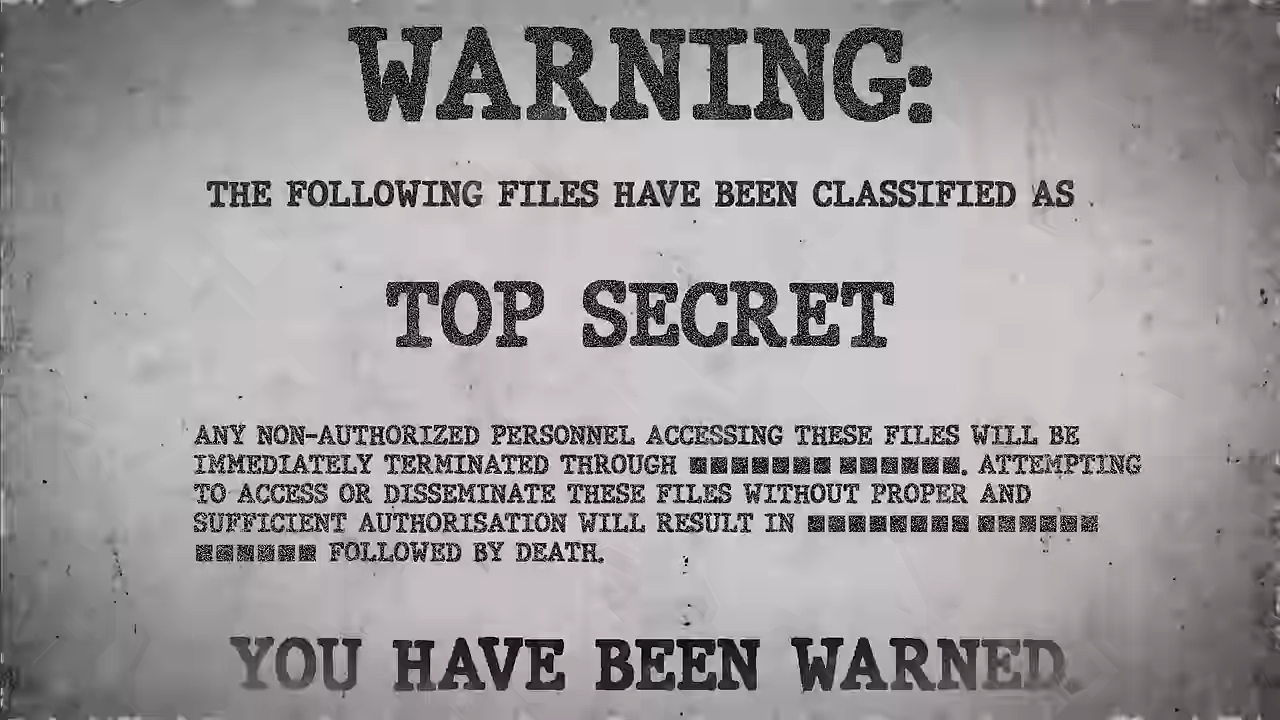 WARNING:
THE FOLLOWING FILES HAVE BEEN CLASSIFIED AS
TOP SECRET
ANY NON-AUTHORIZED PERSONNEL ACCESSING THESE FILES WILL BE
IMMEDIATELY TERMINATED THROUGH ■■■■■■■ ■■■■■■. ATTEMPTING
TO ACCESS OR DISSEMINATE THESE FILES WITHOUT PROPER AND
SUFFICIENT AUTHORISATION WILL RESULT IN ■■■■■■■■ ■■■■■■
■■■■■■ FOLLOWED BY DEATH.
YOU HAVE BEEN WARNED.